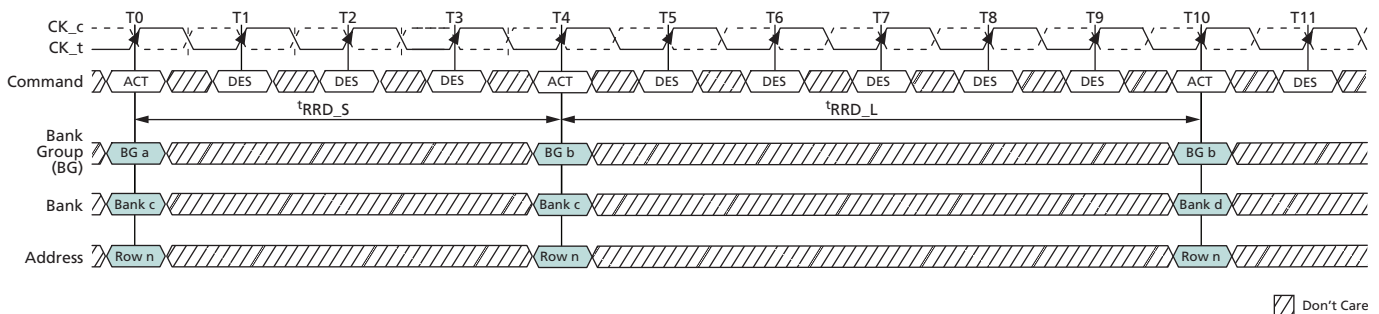 T0 T1 T2 T3 T4 T5 T6 T7 T8 T9 T10 T11
CK_c
CK_t
Command ACT DES DES DES ACT DES DES DES DES DES ACT DES
tRRD_S tRRD_L
Bank
Group
(BG)
BG a BG b BG b
Bank Bank c Bank c Bank d
Address Row n Row n Row n
Don't Care